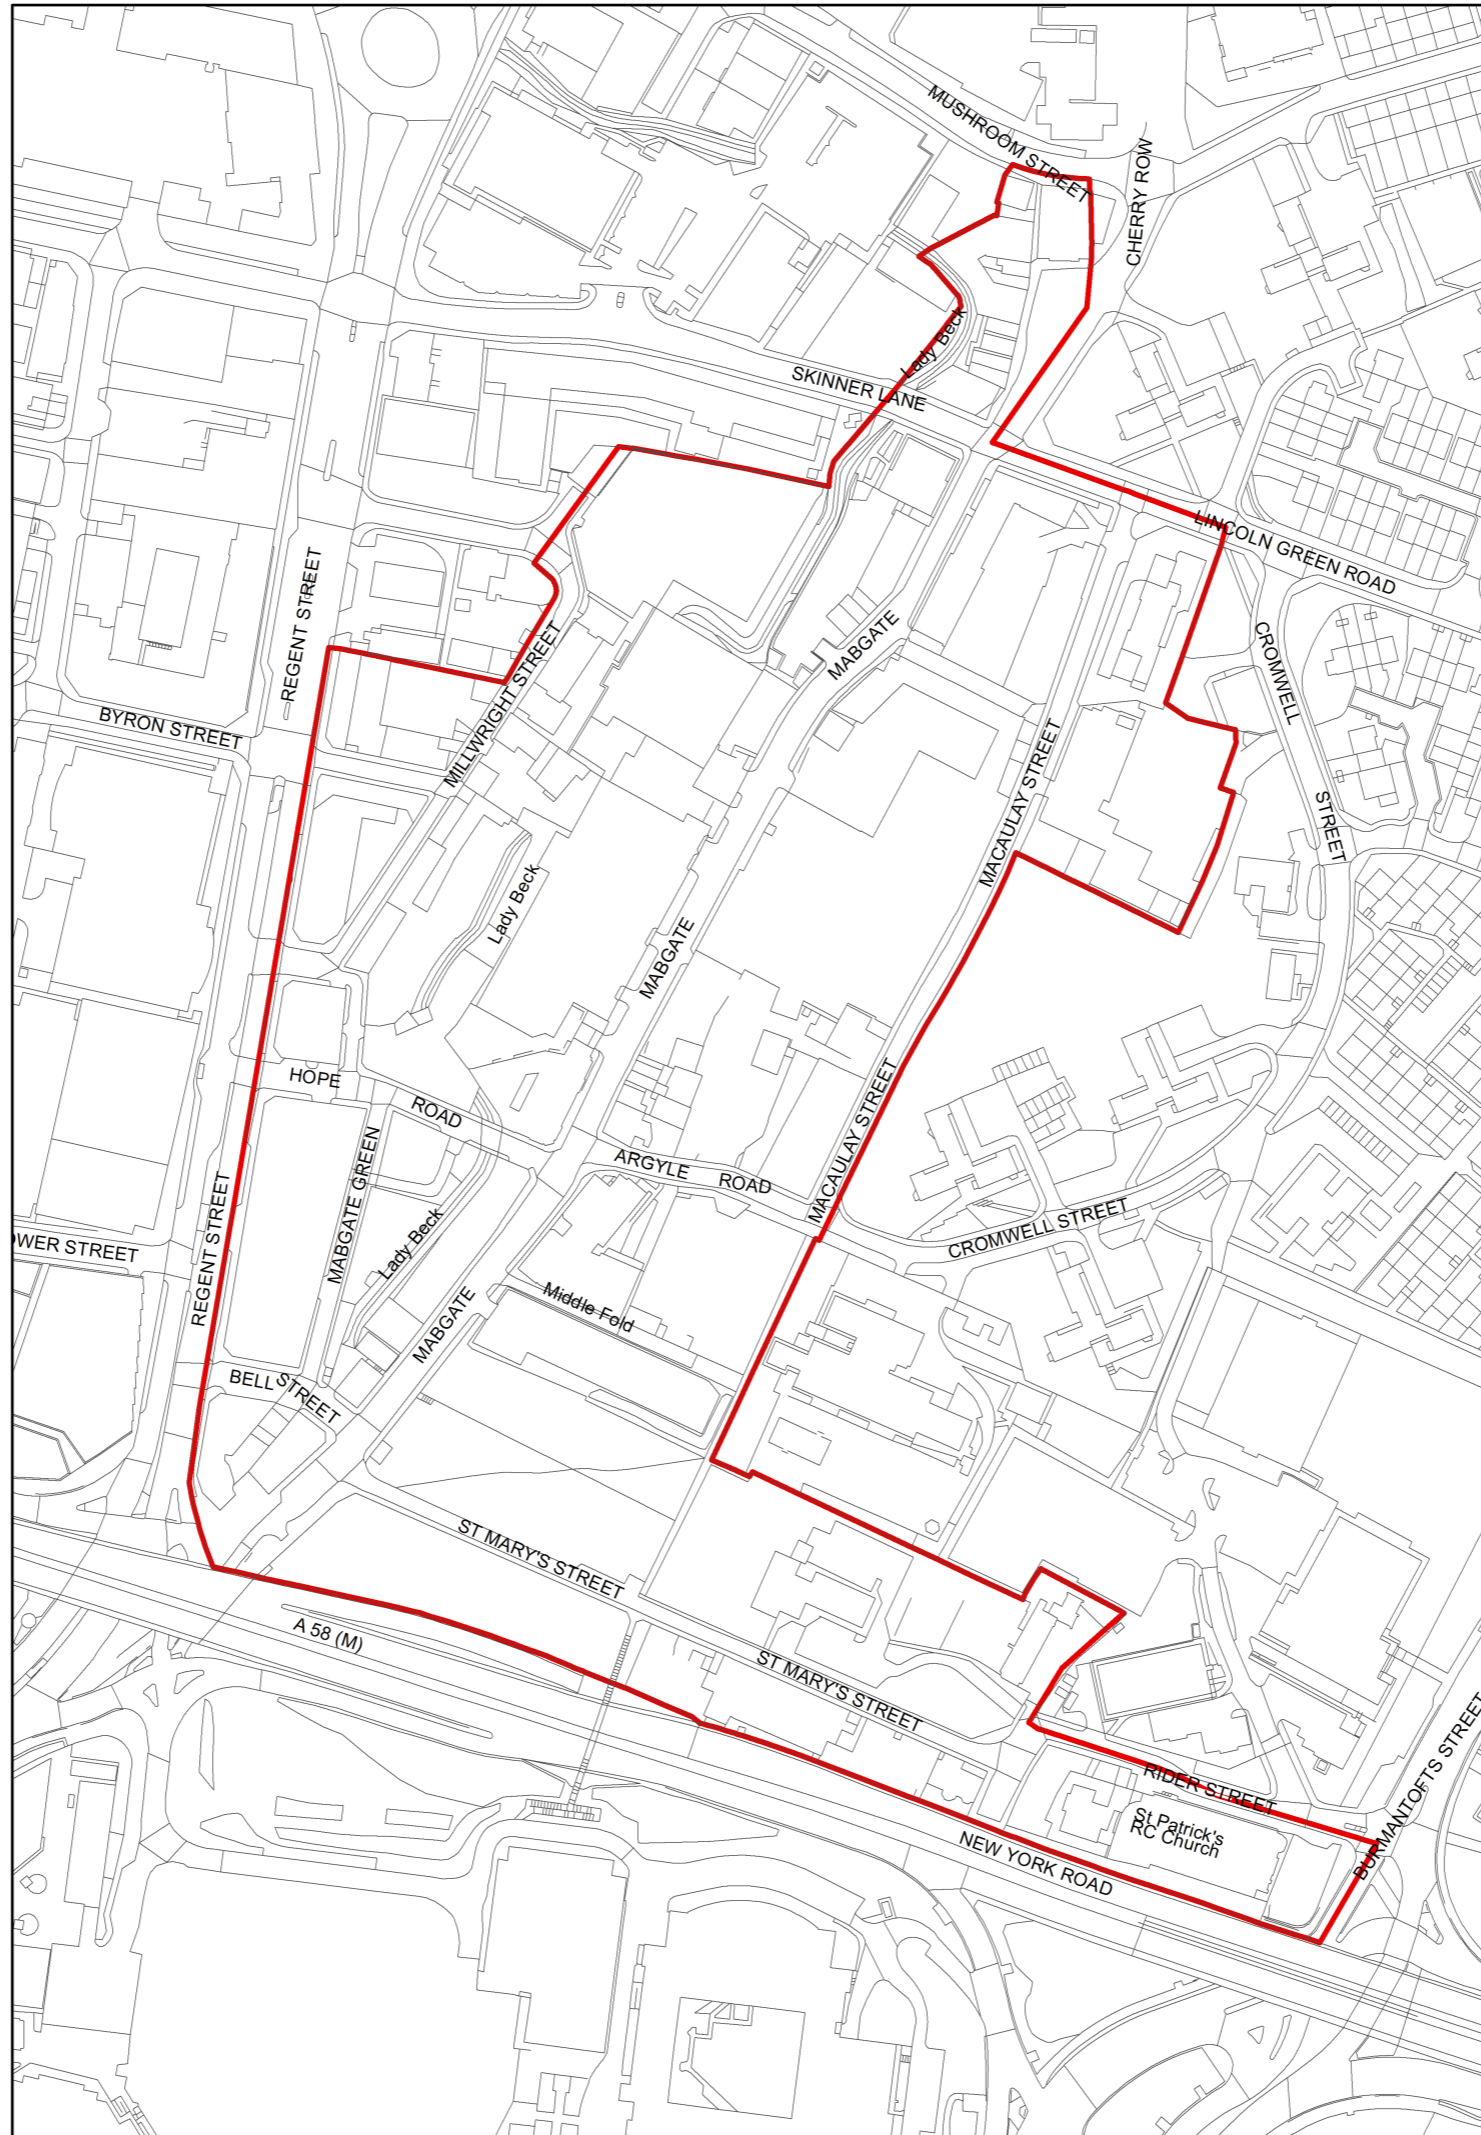 MUSHROOM STREET
CHERRY ROW
Lady Beck
SKINNER LANE
LINCOLN GREEN ROAD
REGENT STREET
MILLWRIGHT STREET
MABGATE
CROMWELL
STREET
BYRON STREET
MACAULAY STREET
Lady Beck
MABGATE
HOPE
ROAD
MABGATE GREEN
ARGYLE ROAD
MACAULAY STREET
REGENT STREET
Lady Beck
CROMWELL STREET
OWER STREET
MABGATE
Middle Fold
BELL STREET
ST MARY'S STREET
A 58 (M)
ST MARY'S STREET
RIDER STREET
BURMANTOFTS STREET
St Patrick's
RC Church
NEW YORK ROAD